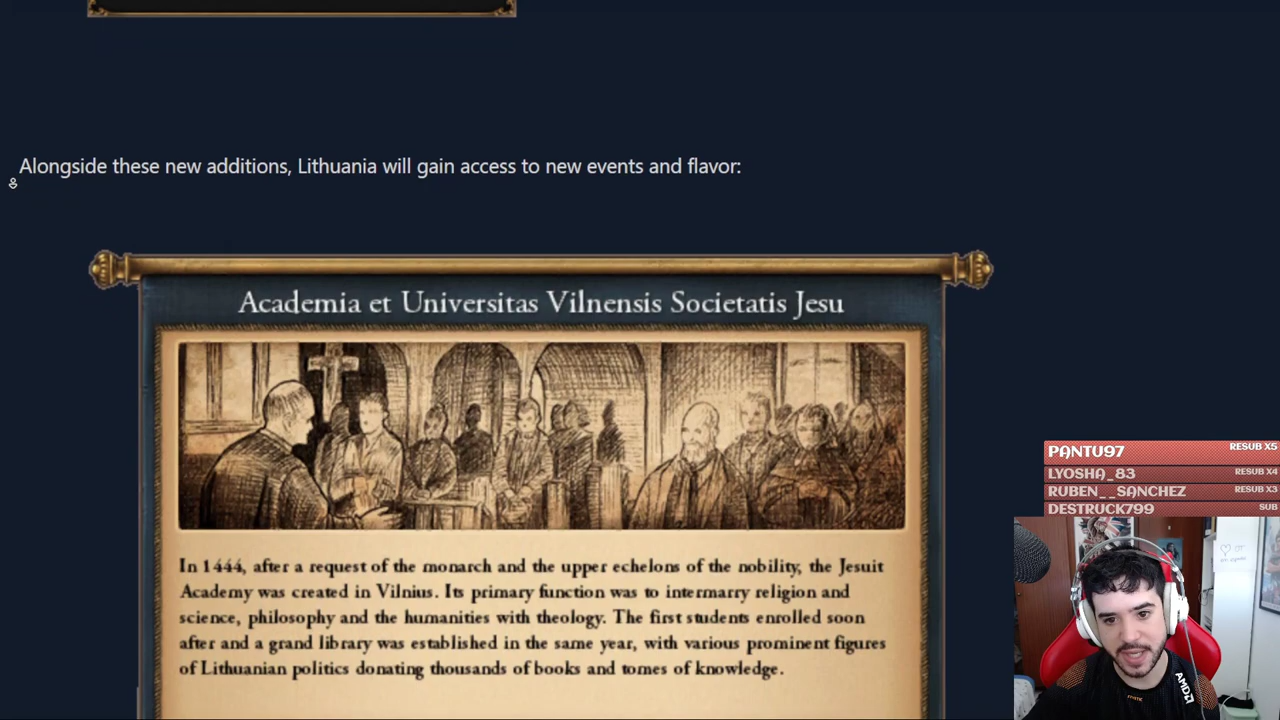 Alongside these new additions, Lithuania will gain access to new events and flavor:
Academia et Universitas Vilnensis Societatis Jesu
In 1444, after a request of the monarch and the upper echelons of the nobility, the Jesuit
Academy was created in Vilnius. Its primary function was to intermarry religion and
science, philosophy and the humanities with theology. The first students enrolled soon
after and a grand library was established in the same year, with various prominent figures
of Lithuanian politics donating thousands of books and tomes of knowledge.
PANTU97 RESUB X5
LYOSHA_83 RESUB X4
RUBEN__SANCHEZ RESUB X3
DESTRUCK799 SUB
AMD